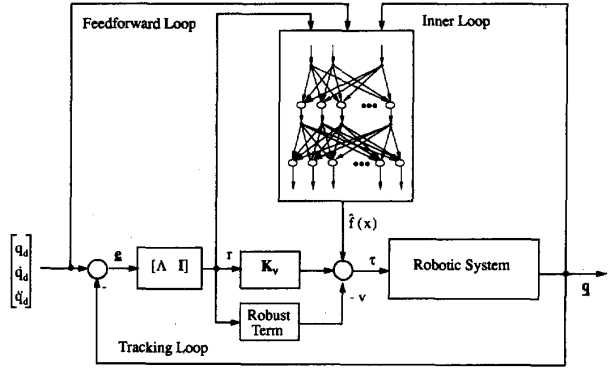 Feedforward Loop
Inner Loop
f̂(x)
q_d
q̇_d
q̈_d
e
-
[Λ I]
r
K_v
τ
Robotic System
q
- v
Robust
Term
Tracking Loop